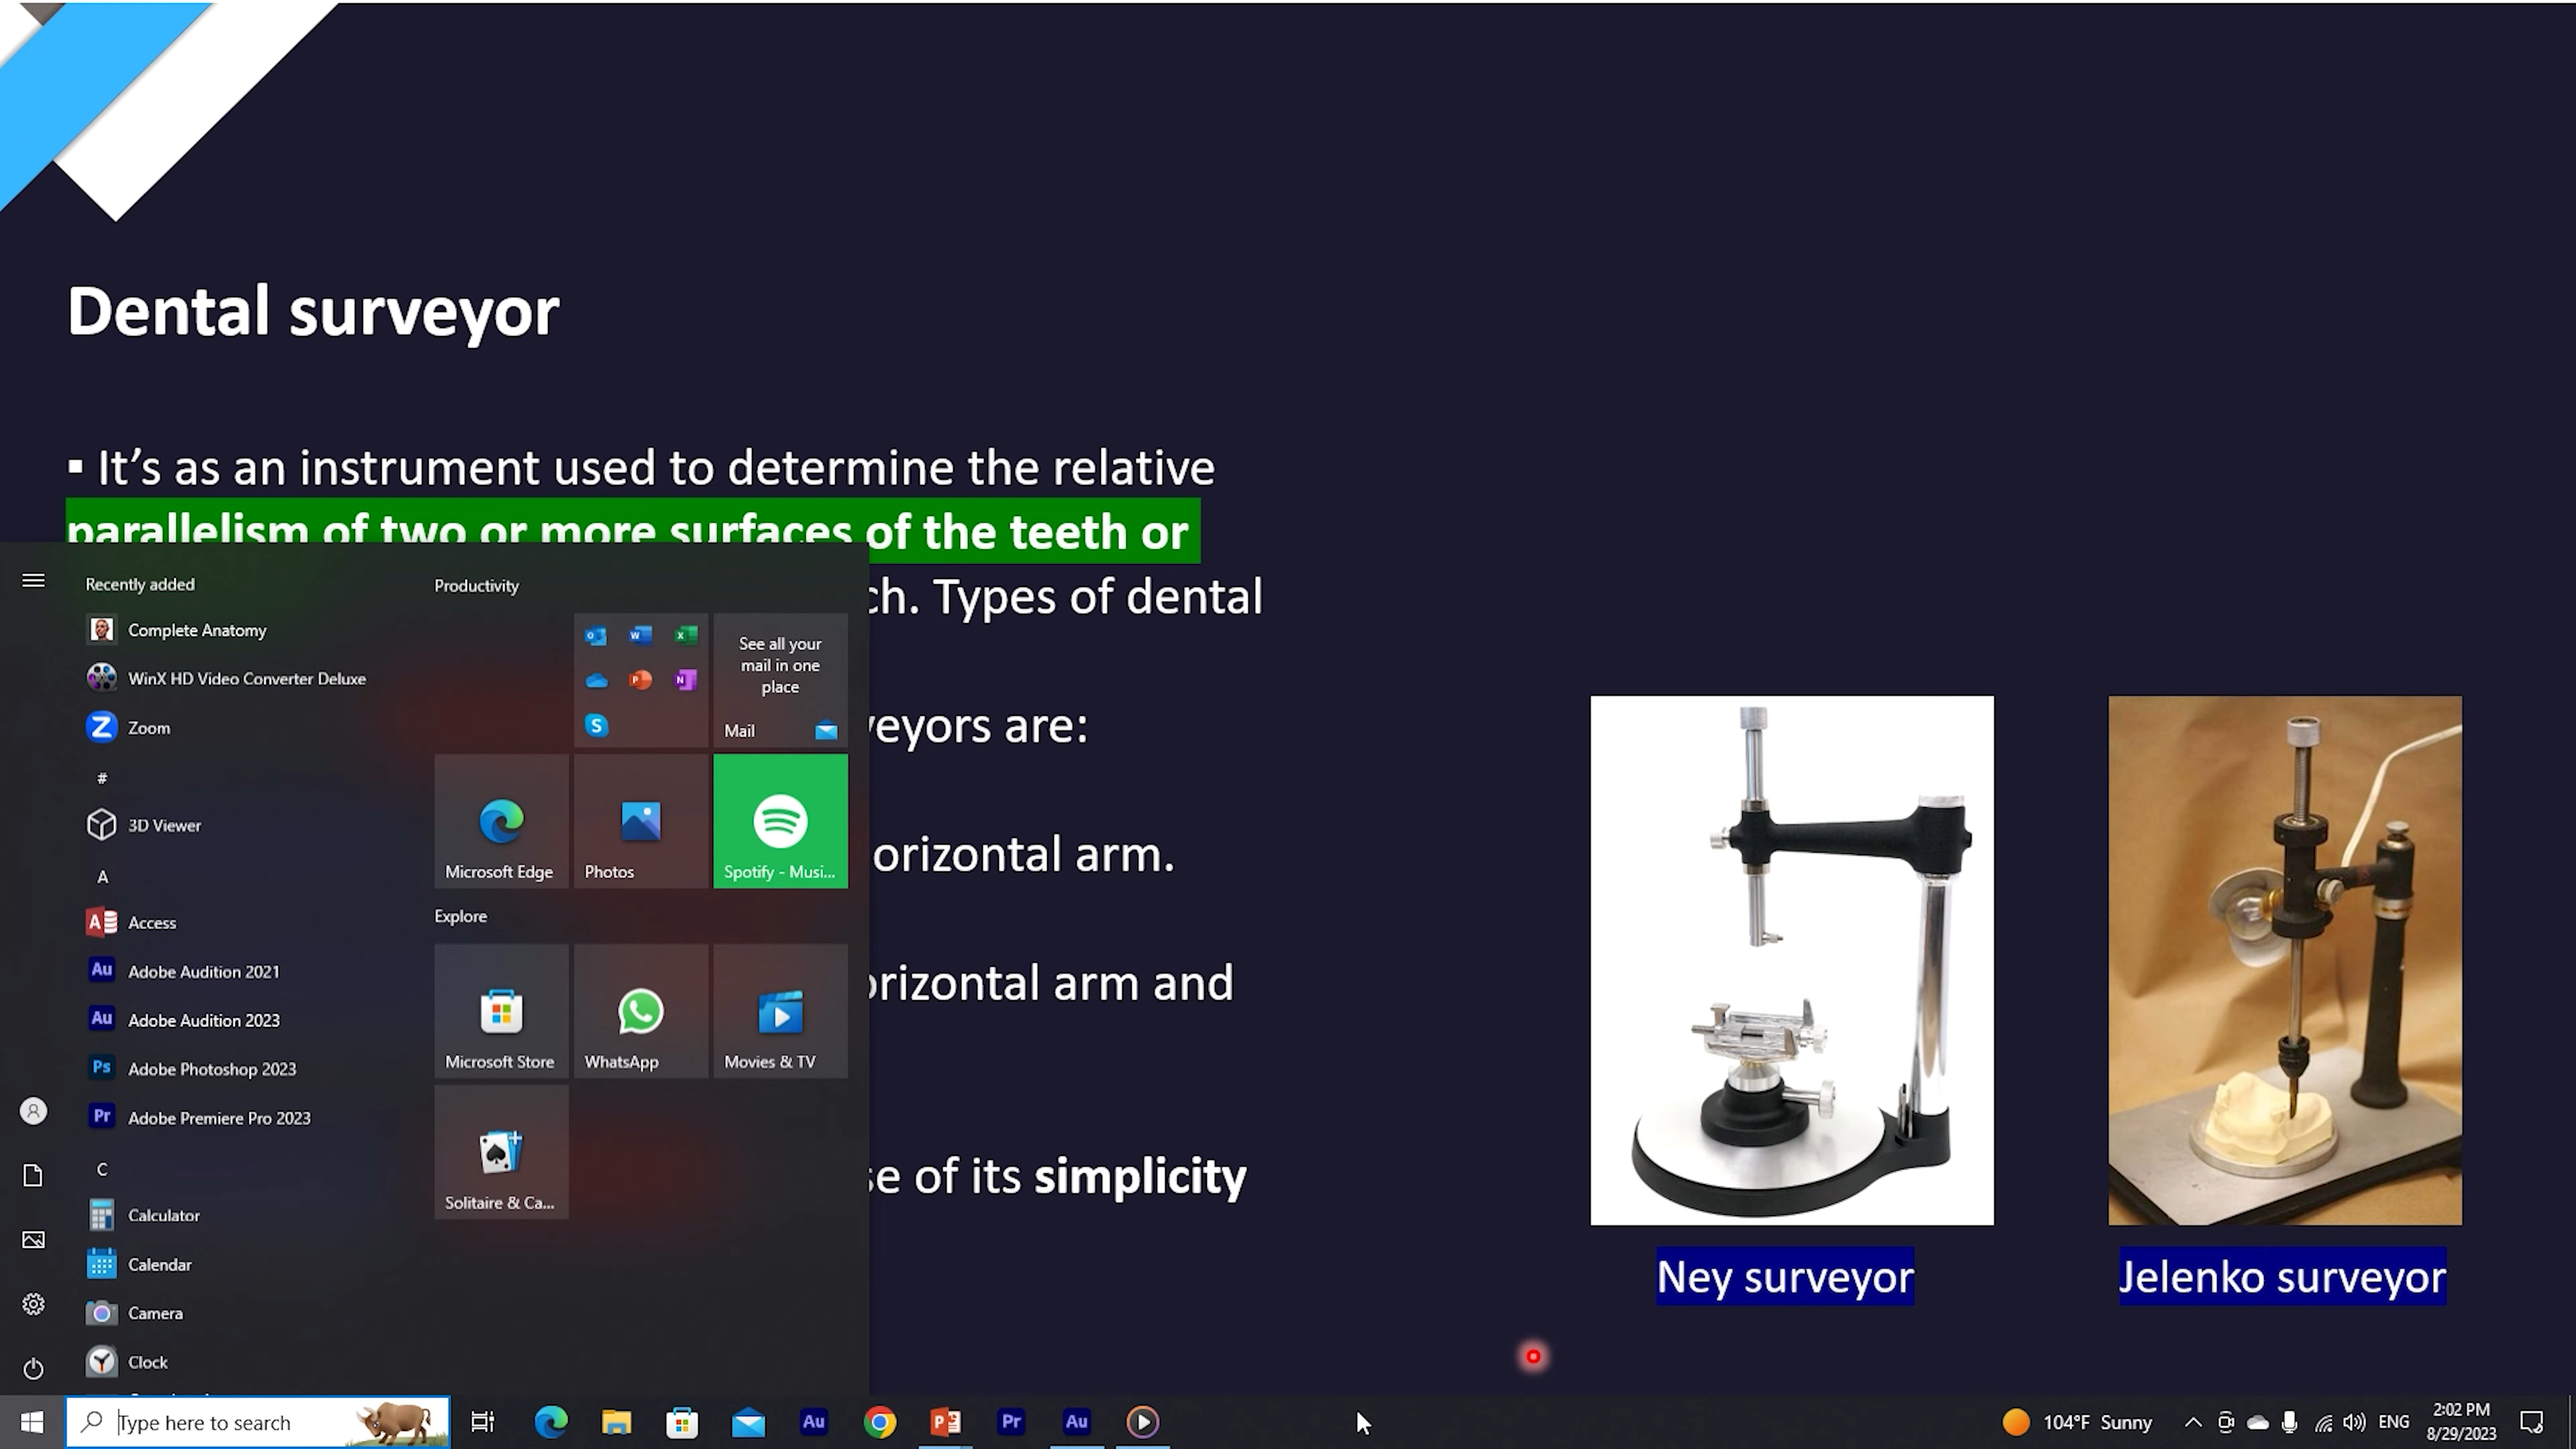 Dental surveyor
▪ It's as an instrument used to determine the relative
parallelism of two or more surfaces of the teeth or
ch. Types of dental
veyors are:
orizontal arm.
orizontal arm and
se of its simplicity
Ney surveyor
Jelenko surveyor
Recently added
Complete Anatomy
WinX HD Video Converter Deluxe
Zoom
#
3D Viewer
A
Access
Adobe Audition 2021
Adobe Audition 2023
Adobe Photoshop 2023
Adobe Premiere Pro 2023
C
Calculator
Calendar
Camera
Clock
Productivity
See all your
mail in one
place
Mail
Microsoft Edge
Photos
Spotify - Musi...
Explore
Microsoft Store
WhatsApp
Movies & TV
Solitaire & Ca...
Type here to search
104°F Sunny
ENG
2:02 PM
8/29/2023